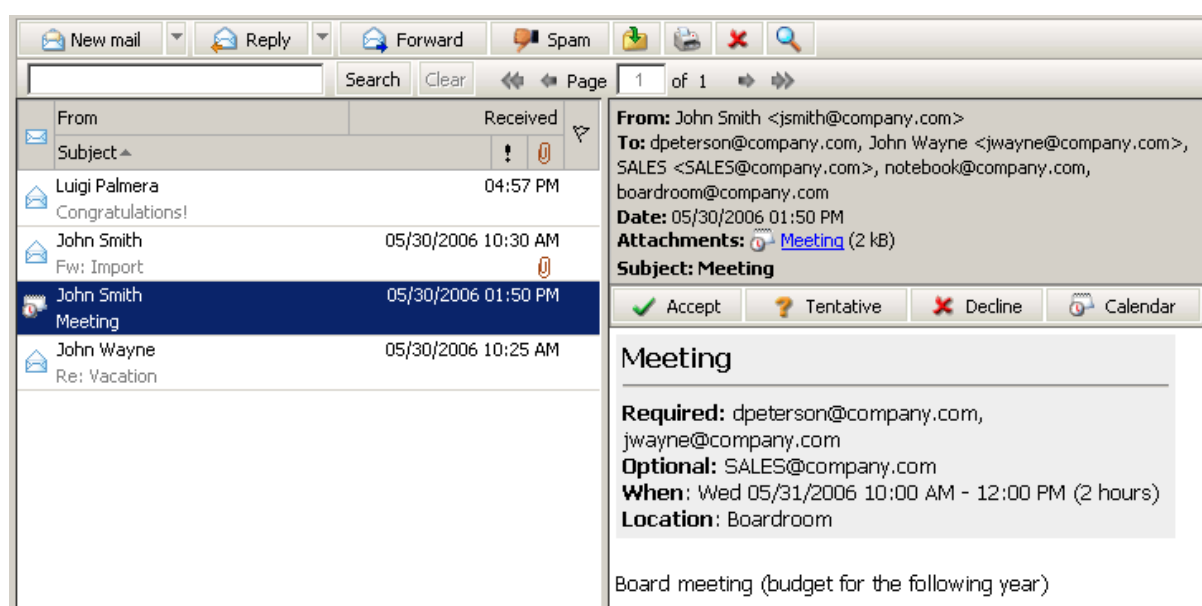 New mail Reply Forward Spam
Search Clear Page 1 of 1
From Received
Subject !
Luigi Palmera 04:57 PM
Congratulations!
John Smith 05/30/2006 10:30 AM
Fw: Import
John Smith 05/30/2006 01:50 PM
Meeting
John Wayne 05/30/2006 10:25 AM
Re: Vacation
From: John Smith <jsmith@company.com>
To: dpeterson@company.com, John Wayne <jwayne@company.com>,
SALES <SALES@company.com>, notebook@company.com,
boardroom@company.com
Date: 05/30/2006 01:50 PM
Attachments: Meeting (2 kB)
Subject: Meeting
Accept Tentative Decline Calendar
Meeting
Required: dpeterson@company.com,
jwayne@company.com
Optional: SALES@company.com
When: Wed 05/31/2006 10:00 AM - 12:00 PM (2 hours)
Location: Boardroom
Board meeting (budget for the following year)